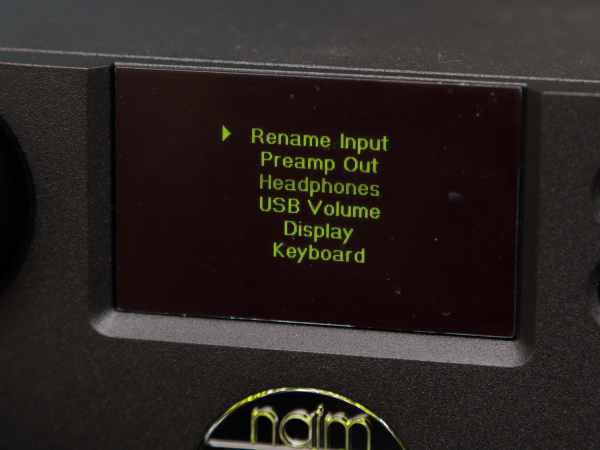 Rename Input
Preamp Out
Headphones
USB Volume
Display
Keyboard
naim